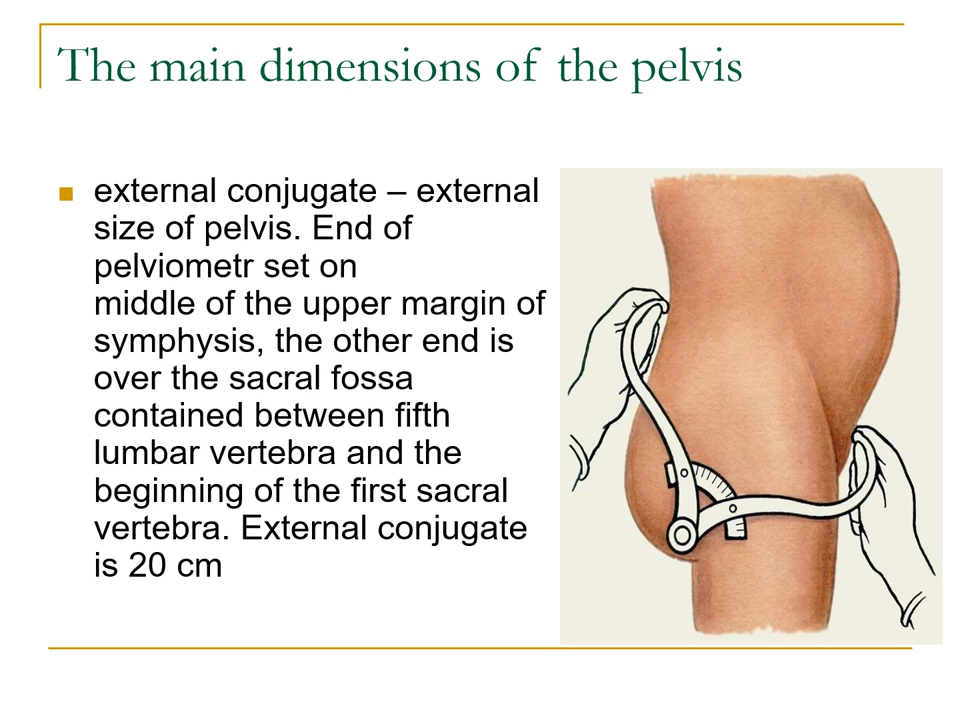 The main dimensions of the pelvis
external conjugate – external
size of pelvis. End of
pelviometr set on
middle of the upper margin of
symphysis, the other end is
over the sacral fossa
contained between fifth
lumbar vertebra and the
beginning of the first sacral
vertebra. External conjugate
is 20 cm